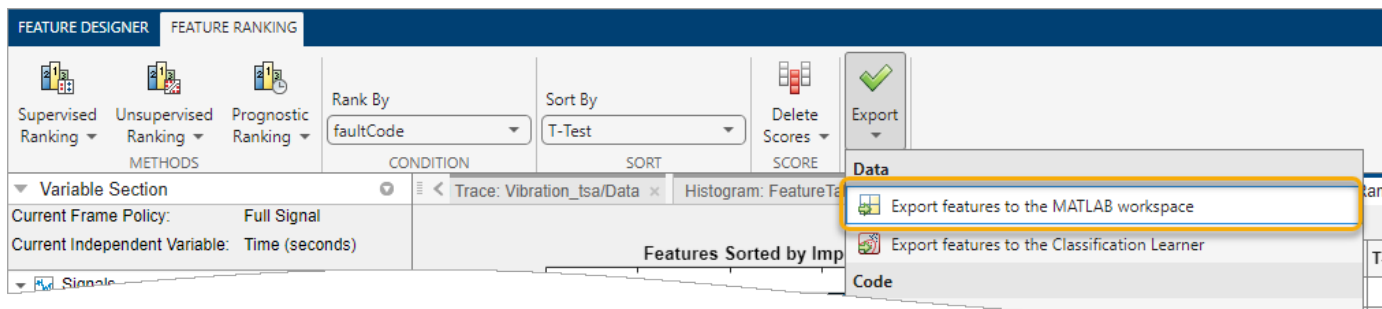 FEATURE DESIGNER FEATURE RANKING
Supervised Ranking
Unsupervised Ranking
Prognostic Ranking
METHODS
Rank By
faultCode
CONDITION
Sort By
T-Test
SORT
Delete Scores
SCORE
Export
Data
Export features to the MATLAB workspace
Export features to the Classification Learner
Code
Variable Section
Current Frame Policy: Full Signal
Current Independent Variable: Time (seconds)
Signals
Trace: Vibration_tsa/Data
Histogram: FeatureTa
Features Sorted by Imp